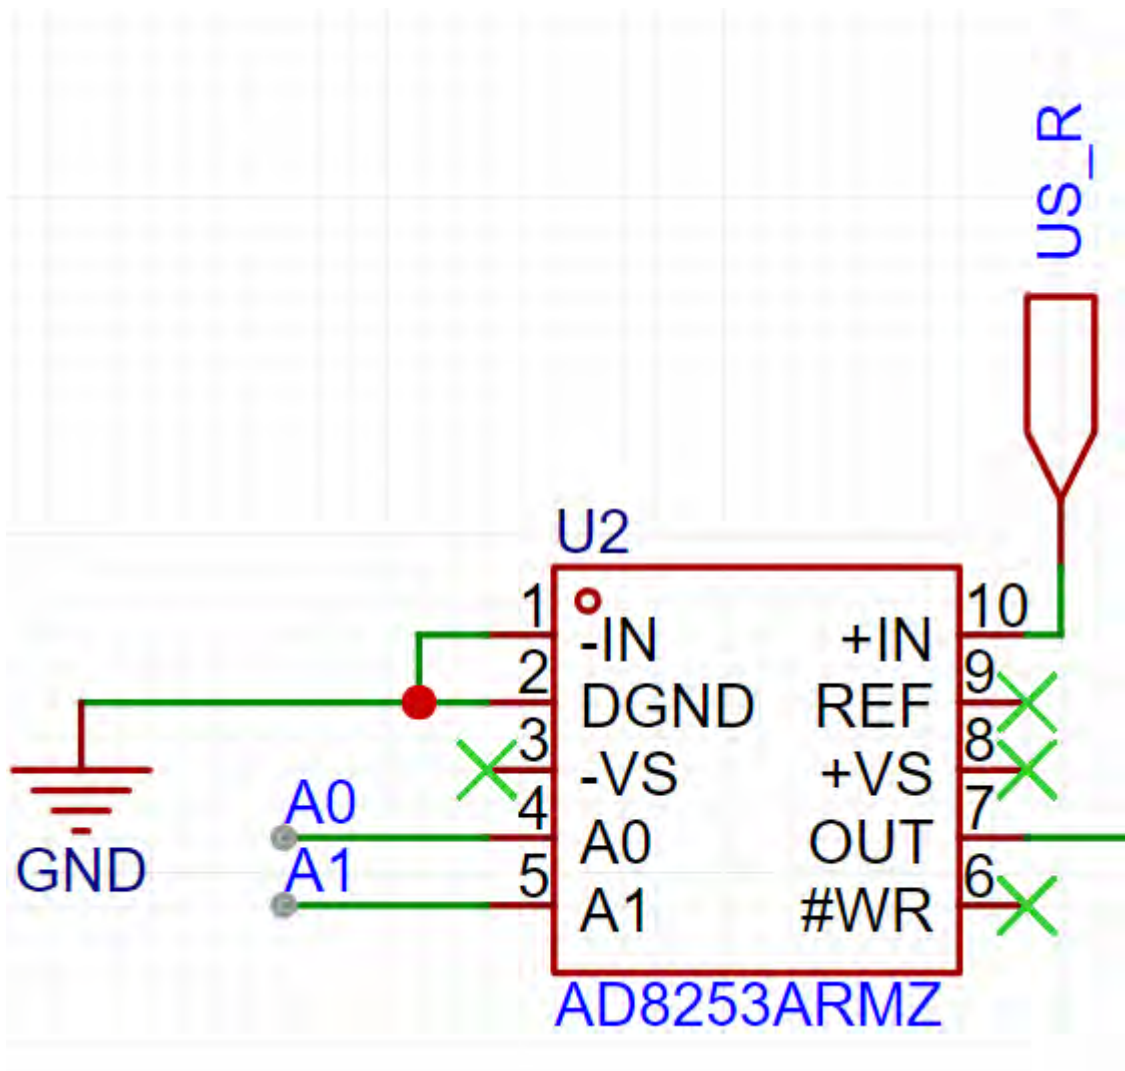 US_R
U2
1 -IN +IN 10
2 DGND REF 9
3 -VS +VS 8
A0 4 A0 OUT 7
A1 5 A1 #WR 6
GND
AD8253ARMZ